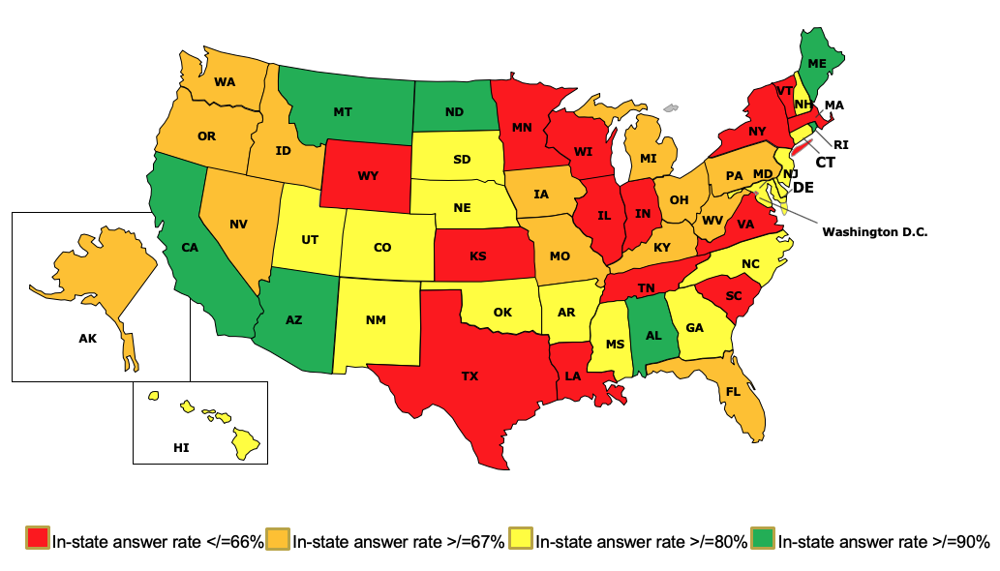 ME
WA
VT
NH
MA
MT
ND
MN
NY
OR
ID
SD
WI
MI
RI
CT
WY
PA
MD
NJ
DE
IA
OH
NE
NV
UT
CO
IL
IN
WV
VA
Washington D.C.
CA
KS
MO
KY
NC
TN
SC
AZ
NM
OK
AR
GA
AL
MS
AK
TX
LA
FL
HI
In-state answer rate </=66%
In-state answer rate >/=67%
In-state answer rate >/=80%
In-state answer rate >/=90%